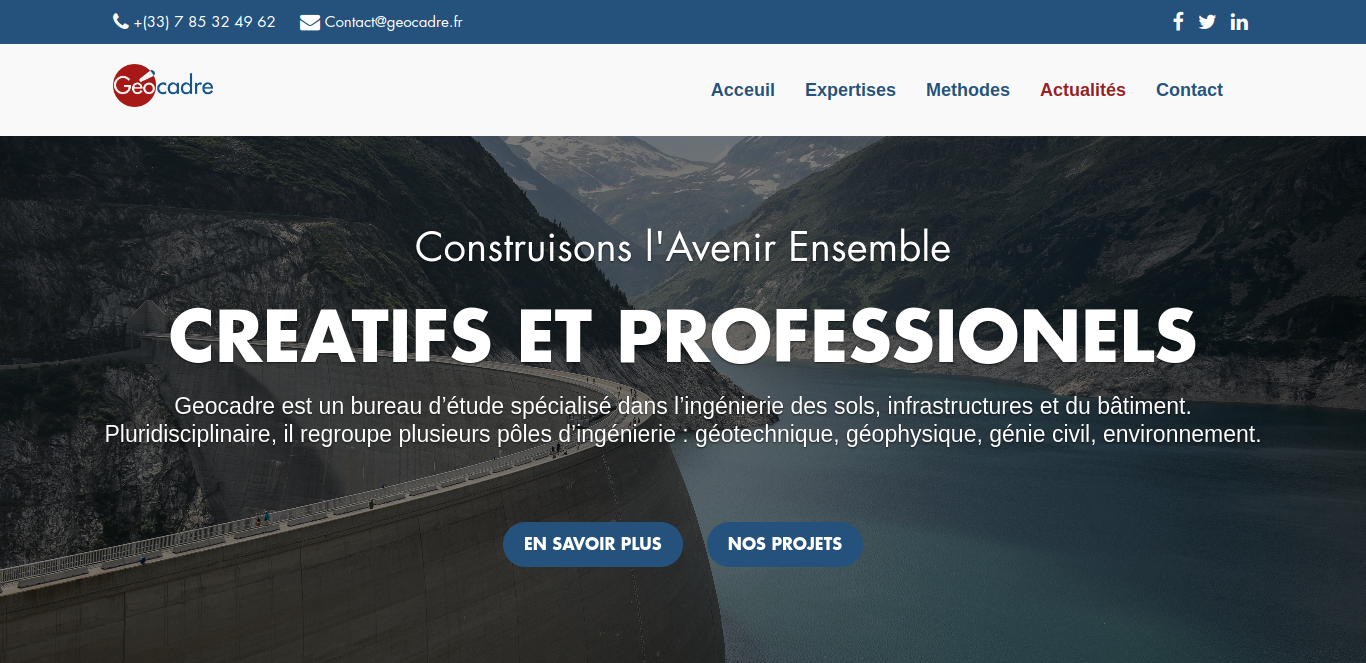 +(33) 7 85 32 49 62 Contact@geocadre.fr
Géocadre
Acceuil Expertises Methodes Actualités Contact
Construisons l'Avenir Ensemble
CREATIFS ET PROFESSIONELS
Geocadre est un bureau d’étude spécialisé dans l’ingénierie des sols, infrastructures et du bâtiment.
Pluridisciplinaire, il regroupe plusieurs pôles d’ingénierie : géotechnique, géophysique, génie civil, environnement.
EN SAVOIR PLUS NOS PROJETS